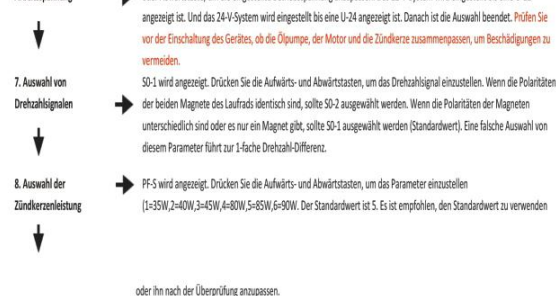 angezeigt ist. Und das 24-V-System wird eingestellt bis eine U-24 angezeigt ist. Danach ist die Auswahl beendet. Prüfen Sie
vor der Einschaltung des Gerätes, ob die Ölpumpe, der Motor und die Zündkerze zusammenpassen, um Beschädigungen zu
vermeiden.
7. Auswahl von
Drehzahlsignalen
S0-1 wird angezeigt. Drücken Sie die Aufwärts- und Abwärtstasten, um das Drehzahlsignal einzustellen. Wenn die Polaritäten
der beiden Magnete des Laufrads identisch sind, sollte S0-2 ausgewählt werden. Wenn die Polaritäten der Magneten
unterschiedlich sind oder es nur ein Magnet gibt, sollte S0-1 ausgewählt werden (Standardwert). Eine falsche Auswahl von
diesem Parameter führt zur 1-fache Drehzahl-Differenz.
8. Auswahl der
Zündkerzenleistung
PF-5 wird angezeigt. Drücken Sie die Aufwärts- und Abwärtstasten, um das Parameter einzustellen
(1=35W,2=40W,3=45W,4=80W,5=85W,6=90W. Der Standardwert ist 5. Es ist empfohlen, den Standardwert zu verwenden
oder ihn nach der Überprüfung anzupassen.